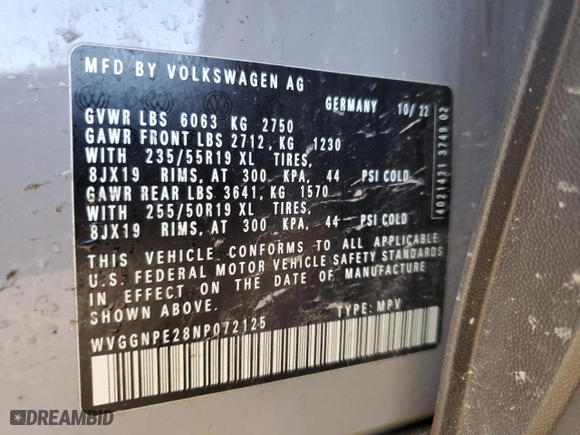 MFD BY VOLKSWAGEN AG
GERMANY 10/22
GVWR LBS 6063 KG 2750
GAWR FRONT LBS 2712, KG 1230
WITH 235/55R19 XL TIRES,
8JX19 RIMS, AT 300 KPA, 44 PSI COLD
GAWR REAR LBS 3641, KG 1570
WITH 255/50R19 XL TIRES,
8JX19 RIMS, AT 300 KPA, 44 PSI COLD
THIS VEHICLE CONFORMS TO ALL APPLICABLE
U.S. FEDERAL MOTOR VEHICLE SAFETY STANDARDS
IN EFFECT ON THE DATE OF MANUFACTURE
SHOWN ABOVE.
WVGGNPE28NP072125 TYPE: MPV
4021421 3749 02
DREAMBID